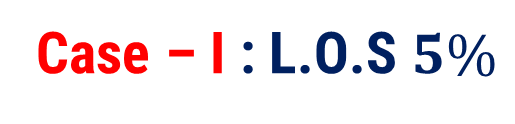 Case – I : L.O.S 5%